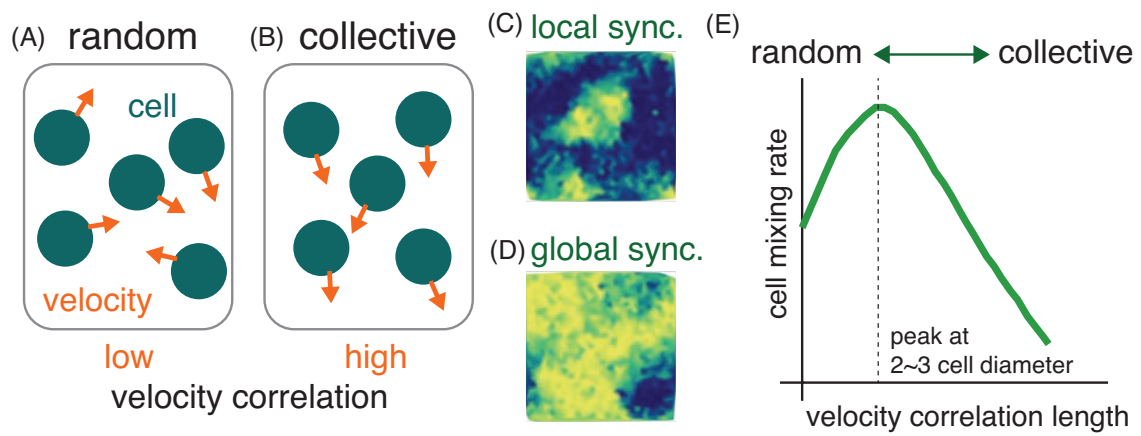 (A) random
cell
velocity
low
(B) collective
high
velocity correlation
(C) local sync.
(D) global sync.
(E)
random
collective
cell mixing rate
peak at
2~3 cell diameter
velocity correlation length